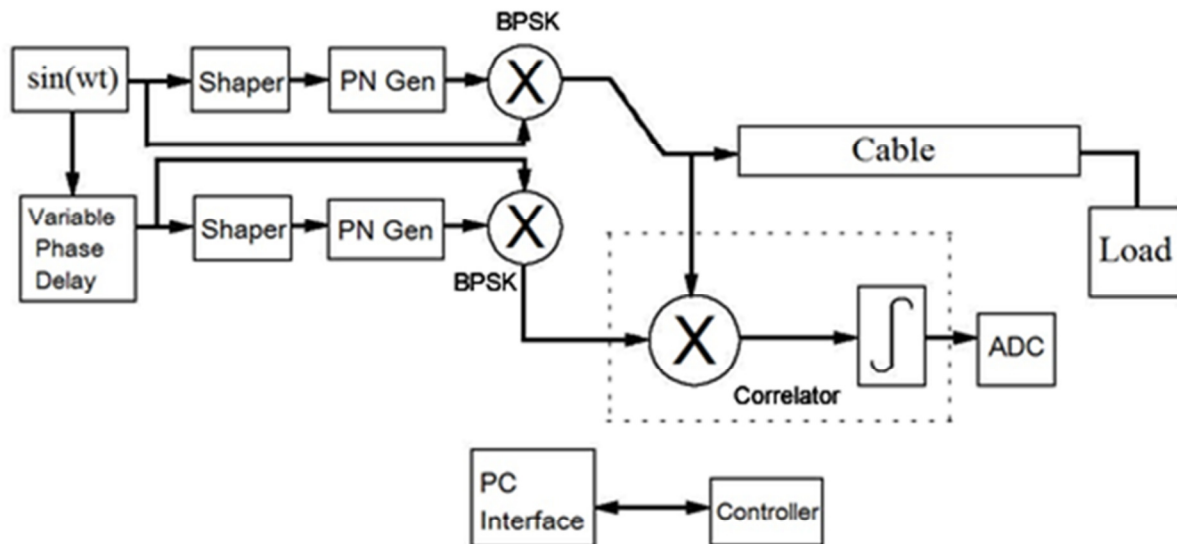 BPSK
sin(wt)
Shaper
PN Gen
X
Cable
Variable
Phase
Delay
Shaper
PN Gen
X
BPSK
Load
X
∫
ADC
Correlator
PC
Interface
Controller